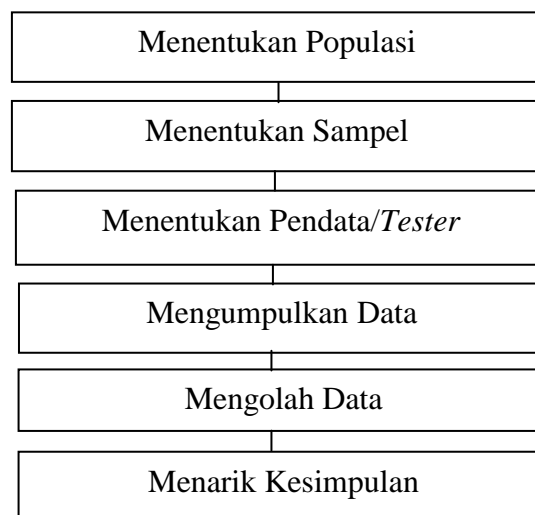 Menentukan Populasi
Menentukan Sampel
Menentukan Pendata/Tester
Mengumpulkan Data
Mengolah Data
Menarik Kesimpulan